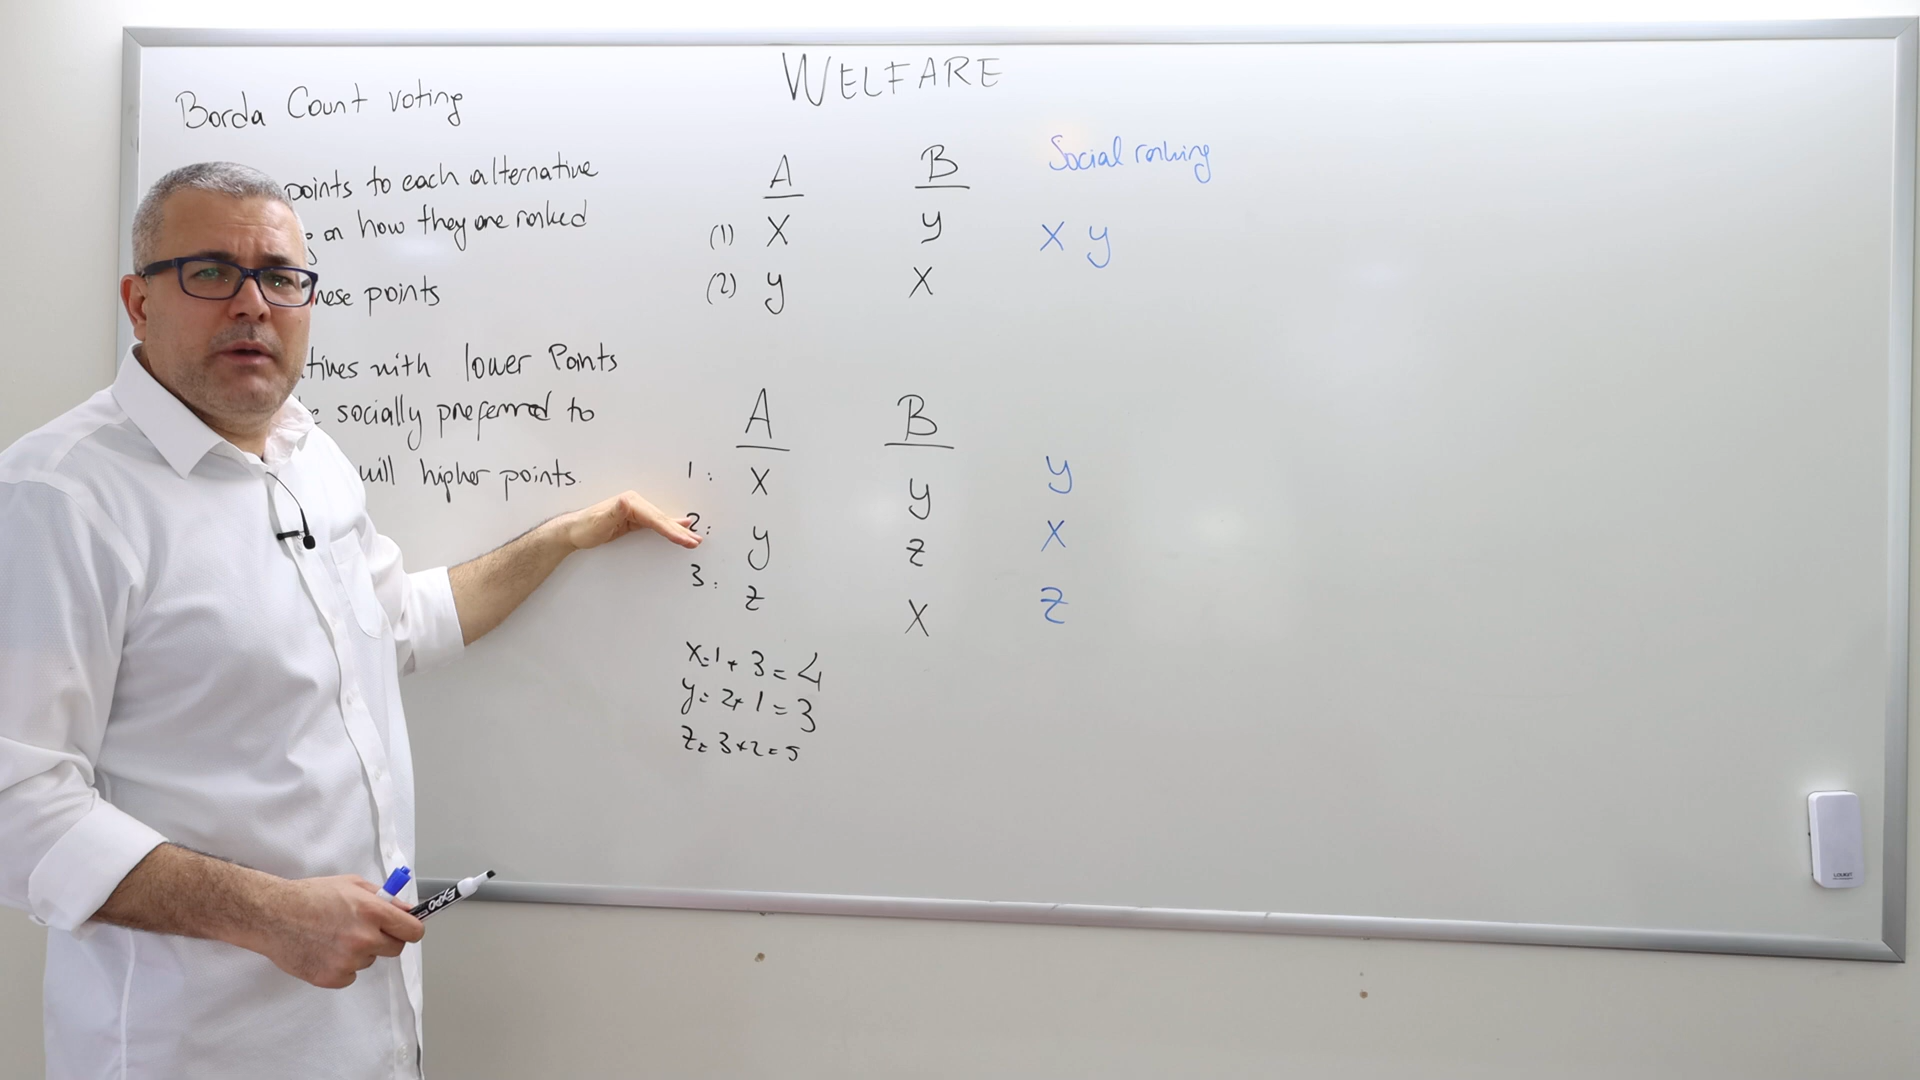 WELFARE
Borda Count voting
points to each alternative
on how they are ranked
these points
tives with lower Points
socially preferred to
will higher points.
A B Social ranking
(1) X y X y
(2) y X
A B
1: X y y
2: y z X
3: z X z
X=1+3=4
y=2+1=3
z=3+2=5
EXPO